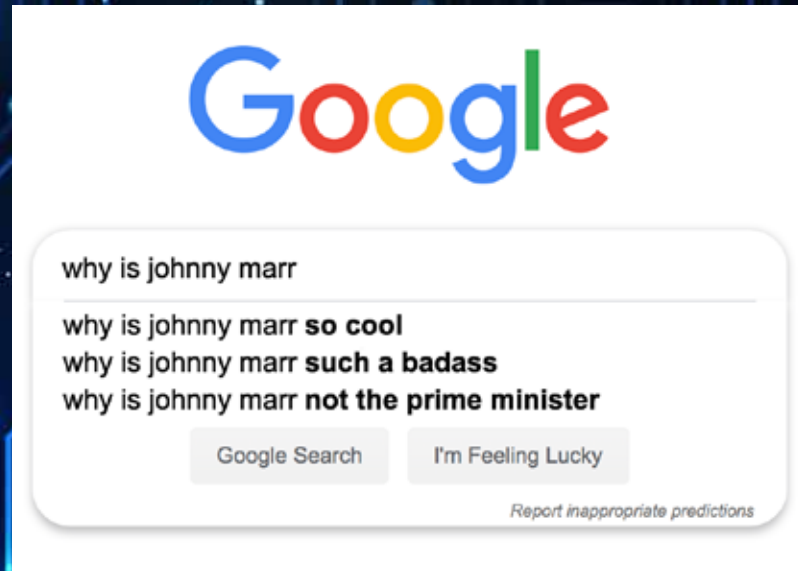 Google
why is johnny marr
why is johnny marr so cool
why is johnny marr such a badass
why is johnny marr not the prime minister
Google Search I'm Feeling Lucky
Report inappropriate predictions